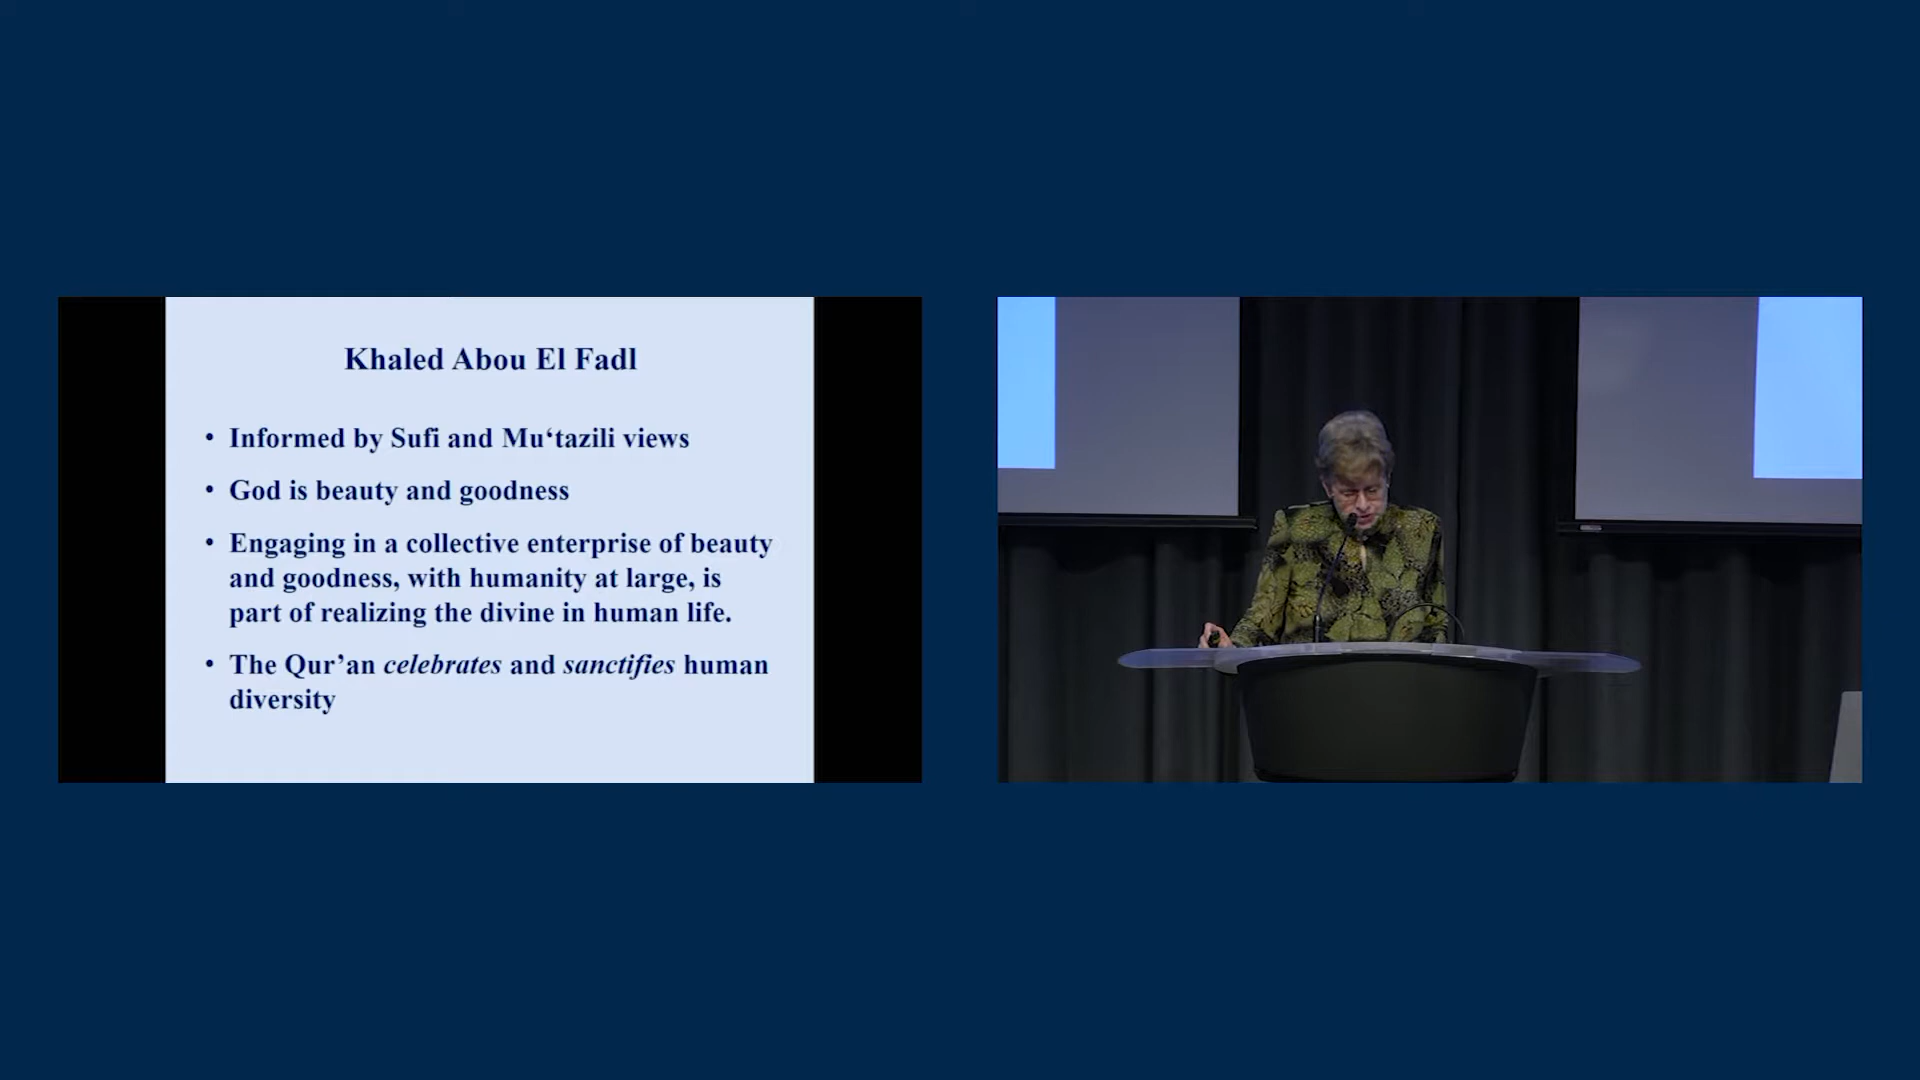 Khaled Abou El Fadl
• Informed by Sufi and Mu‘tazili views
• God is beauty and goodness
• Engaging in a collective enterprise of beauty
and goodness, with humanity at large, is
part of realizing the divine in human life.
• The Qur’an celebrates and sanctifies human
diversity